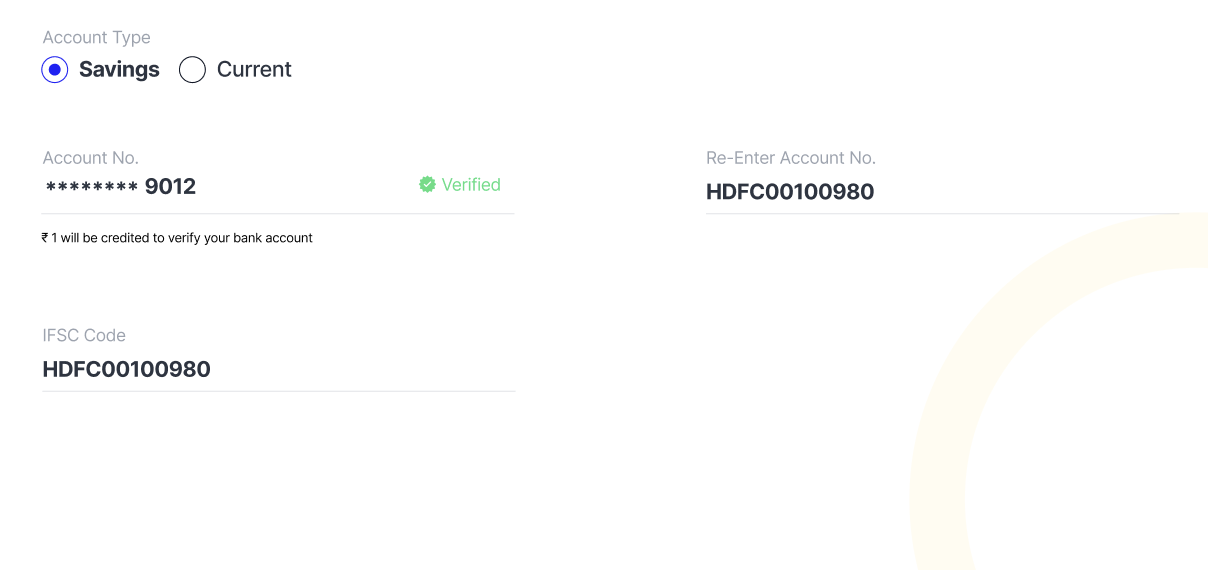 Account Type
Savings Current
Account No.
******** 9012 Verified
₹ 1 will be credited to verify your bank account
Re-Enter Account No.
HDFC00100980
IFSC Code
HDFC00100980